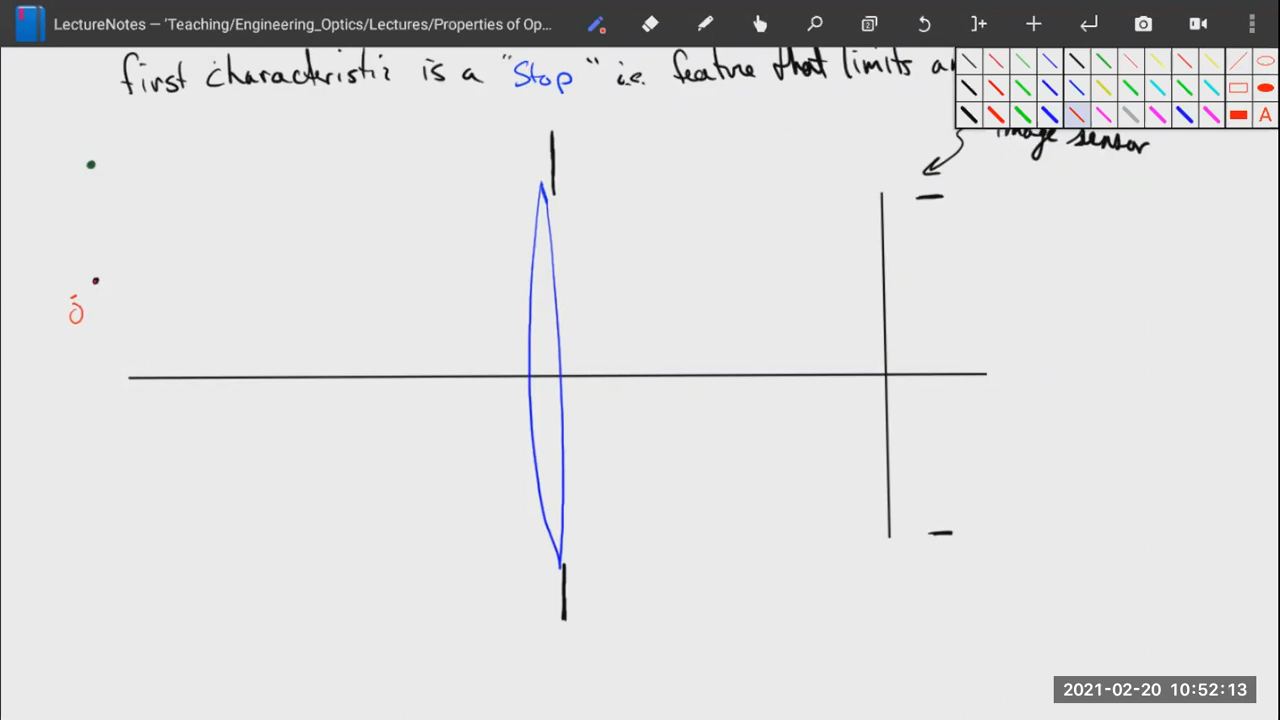 LectureNotes — 'Teaching/Engineering_Optics/Lectures/Properties of Op...
first characteristic is a "Stop" i.e. feature that limits
A
image sensor
o
2021-02-20 10:52:13